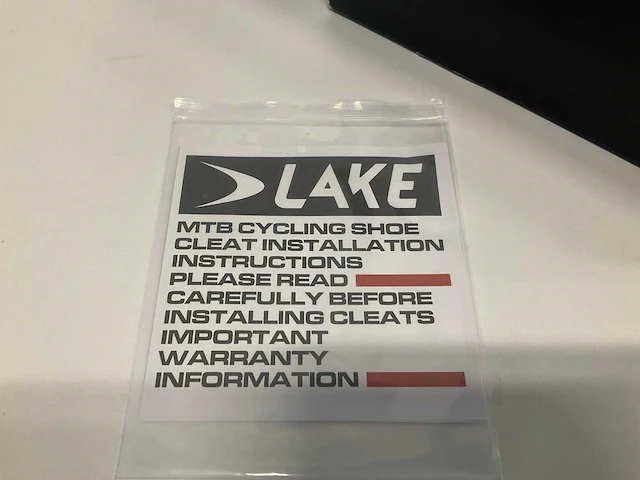 LAKE
MTB CYCLING SHOE
CLEAT INSTALLATION
INSTRUCTIONS
PLEASE READ
CAREFULLY BEFORE
INSTALLING CLEATS
IMPORTANT
WARRANTY
INFORMATION